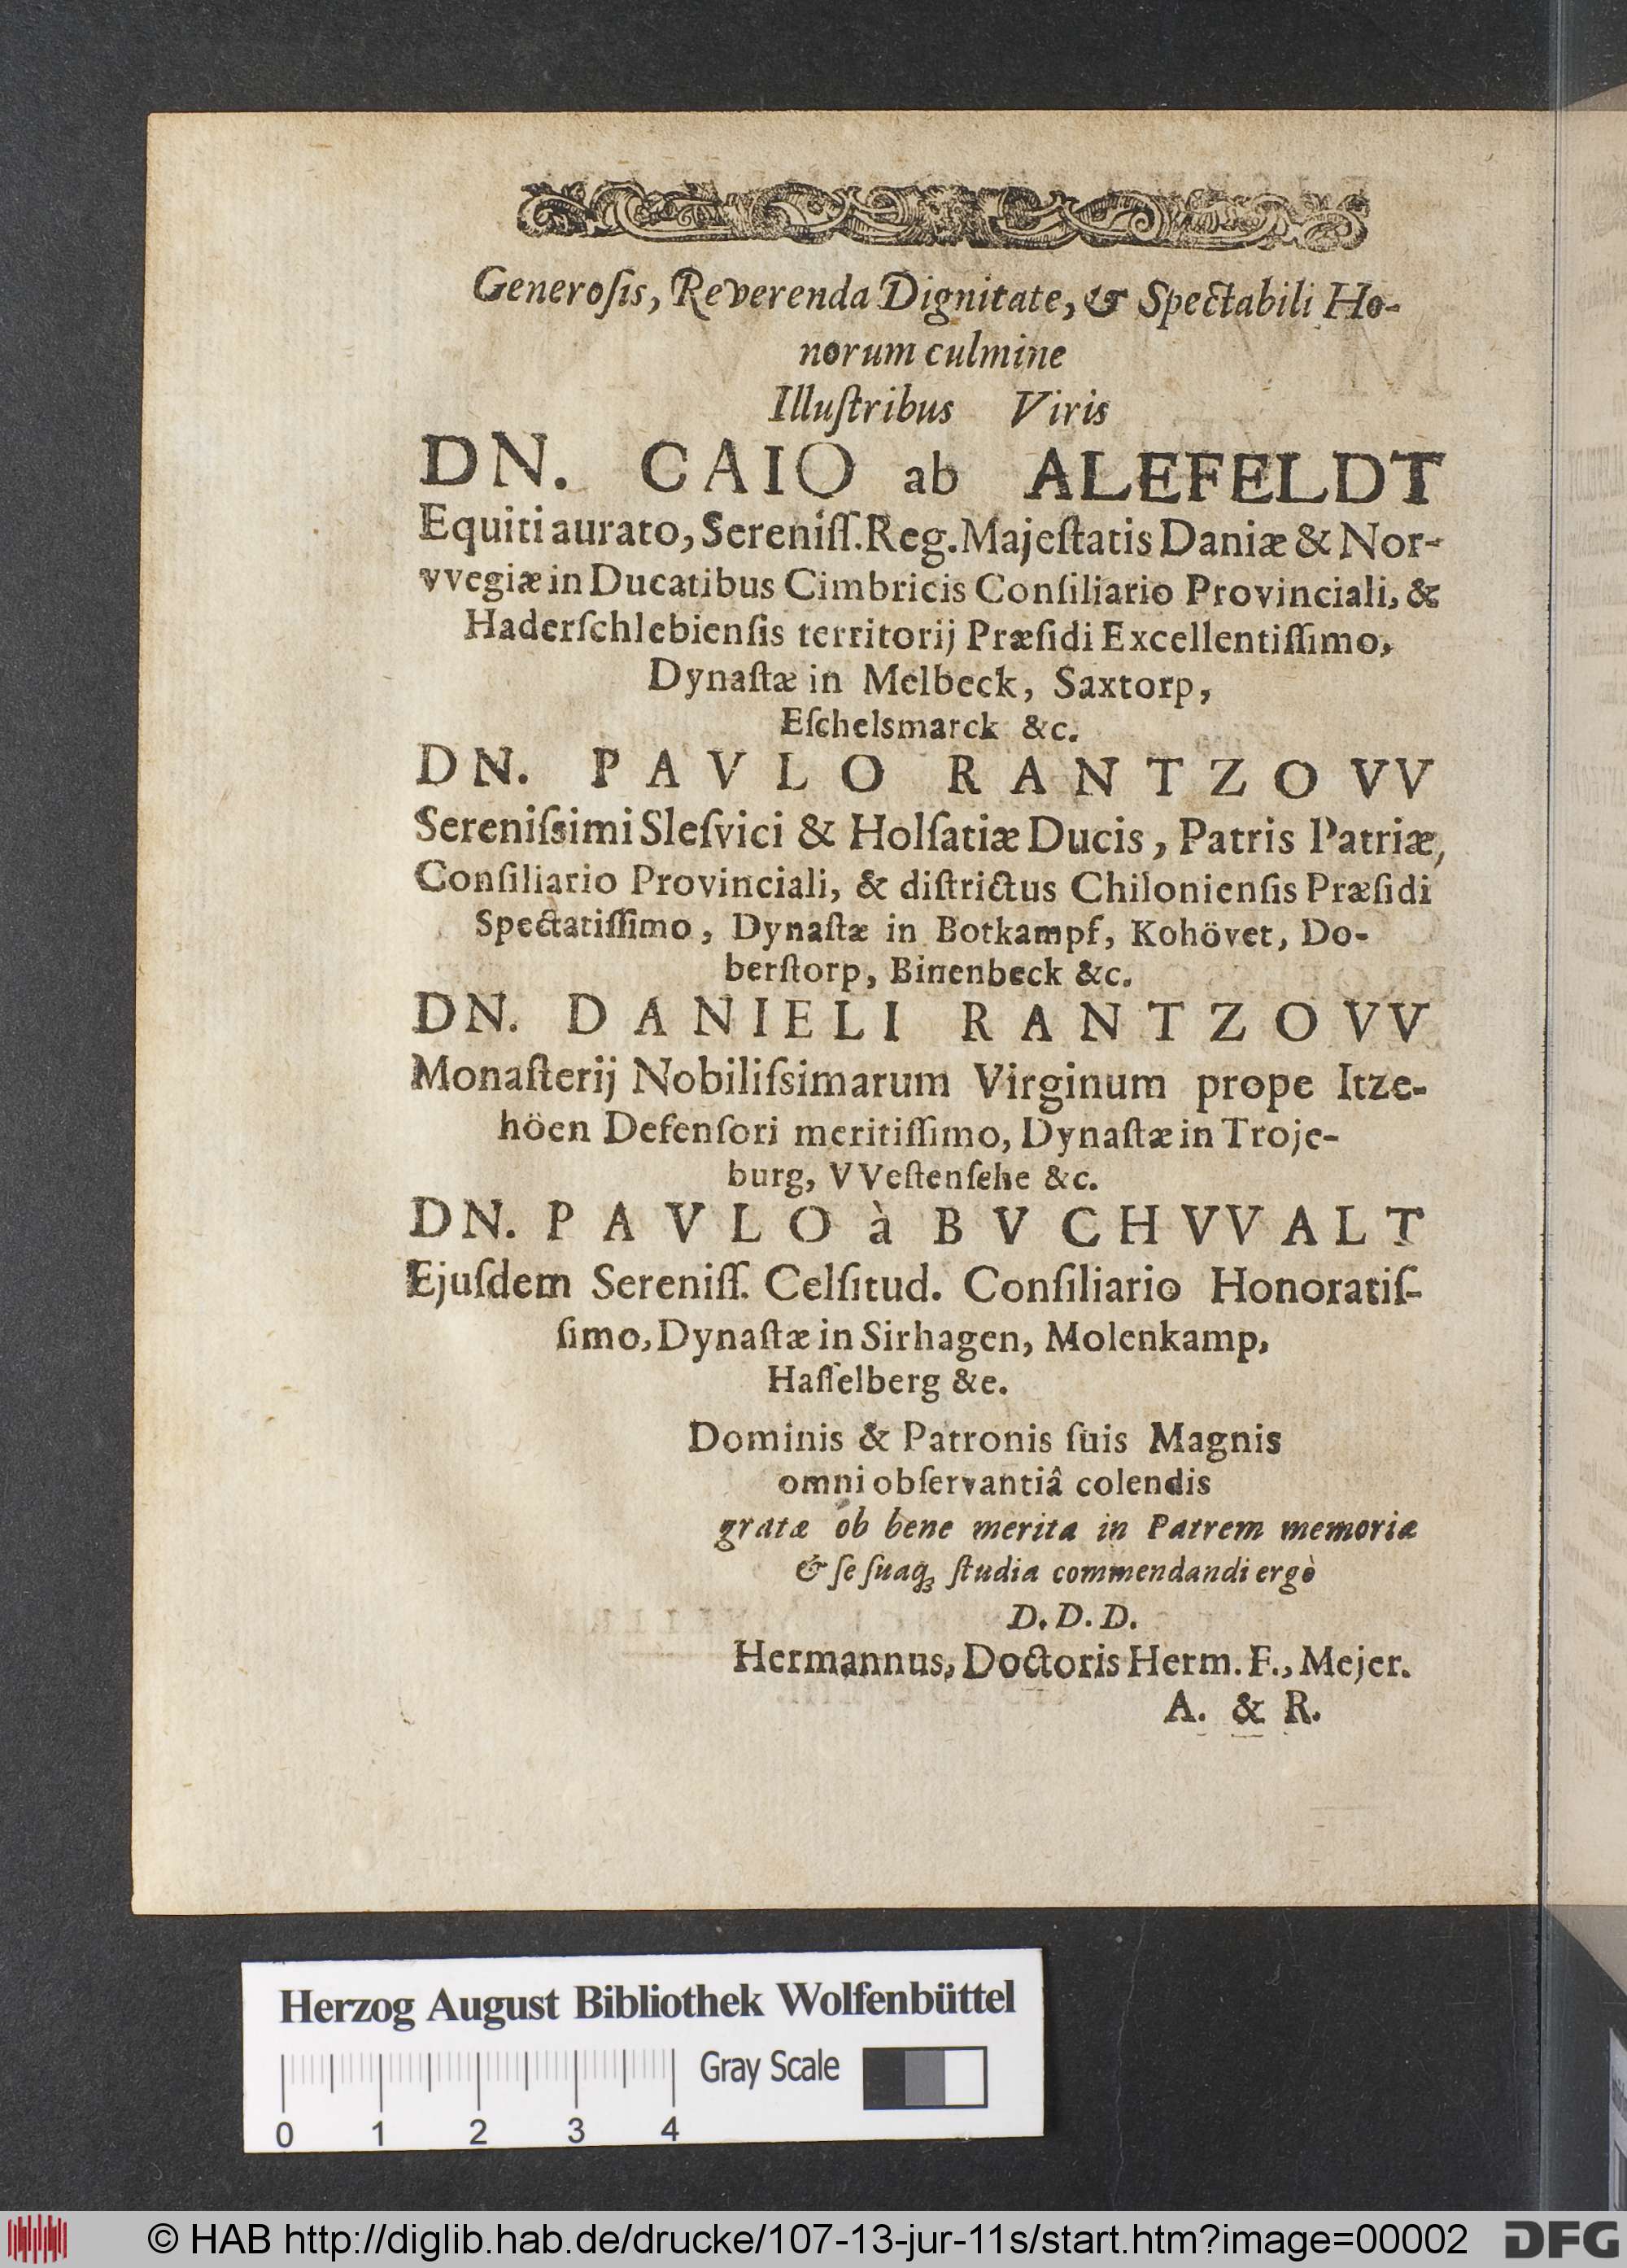 Generoſis, Reverenda Dignitate, & Spectabili Ho-
norum culmine
Illuſtribus Viris
DN. CAIO ab ALEFELDT
Equiti aurato, Sereniſſ. Reg. Majeſtatis Daniæ & Nor-
vvegiæ in Ducatibus Cimbricis Conſiliario Provinciali, &
Haderſchlebienſis territorij Præſidi Excellentiſſimo,
Dynaſtæ in Melbeck, Saxtorp,
Eſchelsmarck &c.
DN. PAVLO RANTZOVV
Sereniſsimi Sleſvici & Holſatiæ Ducis, Patris Patriæ,
Conſiliario Provinciali, & diſtrictus Chilonienſis Præſidi
Spectatiſſimo, Dynaſtæ in Botkampf, Kohövet, Do-
berſtorp, Binenbeck &c.
DN. DANIELI RANTZOVV
Monaſterij Nobiliſsimarum Virginum prope Itze-
höen Defenſori meritiſſimo, Dynaſtæ in Troje-
burg, VVeſtenſehe &c.
DN. PAVLO à BVCHVVALT
Ejuſdem Sereniſſ. Celſitud. Conſiliario Honoratiſ-
ſimo, Dynaſtæ in Sirhagen, Molenkamp,
Haſſelberg &e.
Dominis & Patronis ſuis Magnis
omni obſervantiâ colendis
gratæ ob bene merita in Patrem memoriæ
& ſe ſuaq; ſtudia commendandi ergò
D. D. D.
Hermannus, Doctoris Herm. F., Mejer.
A. & R.
Herzog August Bibliothek Wolfenbüttel
Gray Scale
0 1 2 3 4
© HAB http://diglib.hab.de/drucke/107-13-jur-11s/start.htm?image=00002
DFG